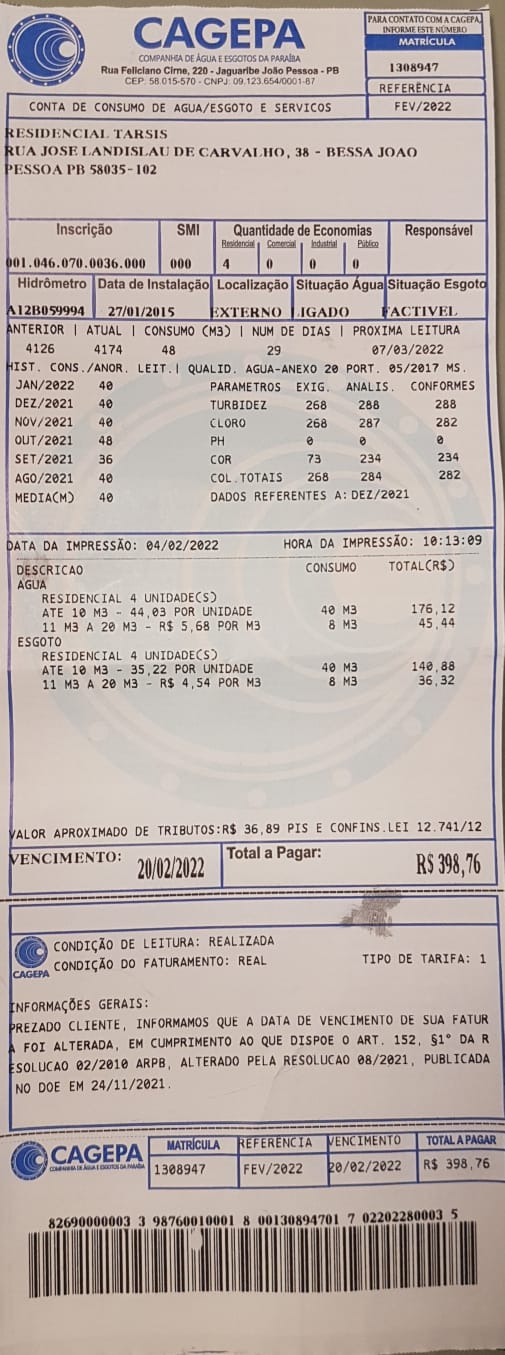 CAGEPA
COMPANHIA DE ÁGUA E ESGOTOS DA PARAÍBA
Rua Feliciano Cirne, 220 - Jaguaribe João Pessoa - PB
CEP: 58.015-570 - CNPJ: 09.123.654/0001-87
PARA CONTATO COM A CAGEPA,
INFORME ESTE NÚMERO
MATRÍCULA
1308947
REFERÊNCIA
CONTA DE CONSUMO DE AGUA/ESGOTO E SERVICOS FEV/2022
RESIDENCIAL TARSIS
RUA JOSE LANDISLAU DE CARVALHO, 38 - BESSA JOAO
PESSOA PB 58035-102
Inscrição SMI Quantidade de Economias Responsável
Residencial Comercial Industrial Público
001.046.070.0036.000 000 4 0 0 0
Hidrômetro Data de Instalação Localização Situação Água Situação Esgoto
A12B059994 27/01/2015 EXTERNO LIGADO FACTIVEL
ANTERIOR | ATUAL | CONSUMO (M3) | NUM DE DIAS | PROXIMA LEITURA
4126 4174 48 29 07/03/2022
HIST. CONS./ANOR. LEIT.| QUALID. AGUA-ANEXO 20 PORT. 05/2017 MS.
JAN/2022 40 PARAMETROS EXIG. ANALIS. CONFORMES
DEZ/2021 40 TURBIDEZ 268 288 288
NOV/2021 40 CLORO 268 287 282
OUT/2021 48 PH 0 0 0
SET/2021 36 COR 73 234 234
AGO/2021 40 COL.TOTAIS 268 284 282
MEDIA(M) 40 DADOS REFERENTES A: DEZ/2021
DATA DA IMPRESSÃO: 04/02/2022 HORA DA IMPRESSÃO: 10:13:09
DESCRICAO CONSUMO TOTAL(R$)
AGUA
RESIDENCIAL 4 UNIDADE(S)
ATE 10 M3 - 44,03 POR UNIDADE 40 M3 176,12
11 M3 A 20 M3 - R$ 5,68 POR M3 8 M3 45,44
ESGOTO
RESIDENCIAL 4 UNIDADE(S)
ATE 10 M3 - 35,22 POR UNIDADE 40 M3 140,88
11 M3 A 20 M3 - R$ 4,54 POR M3 8 M3 36,32
VALOR APROXIMADO DE TRIBUTOS:R$ 36,89 PIS E CONFINS.LEI 12.741/12
VENCIMENTO: 20/02/2022 Total a Pagar: R$ 398,76
CAGEPA
CONDIÇÃO DE LEITURA: REALIZADA
CONDIÇÃO DO FATURAMENTO: REAL TIPO DE TARIFA: 1
INFORMAÇÕES GERAIS:
PREZADO CLIENTE, INFORMAMOS QUE A DATA DE VENCIMENTO DE SUA FATUR
A FOI ALTERADA, EM CUMPRIMENTO AO QUE DISPOE O ART. 152, §1° DA R
ESOLUCAO 02/2010 ARPB, ALTERADO PELA RESOLUCAO 08/2021, PUBLICADA
NO DOE EM 24/11/2021.
CAGEPA
COMPANHIA DE ÁGUA E ESGOTOS DA PARAÍBA
MATRÍCULA REFERÊNCIA VENCIMENTO TOTAL A PAGAR
1308947 FEV/2022 20/02/2022 R$ 398,76
82690000003 3 98760010001 8 00130894701 7 02202280003 5